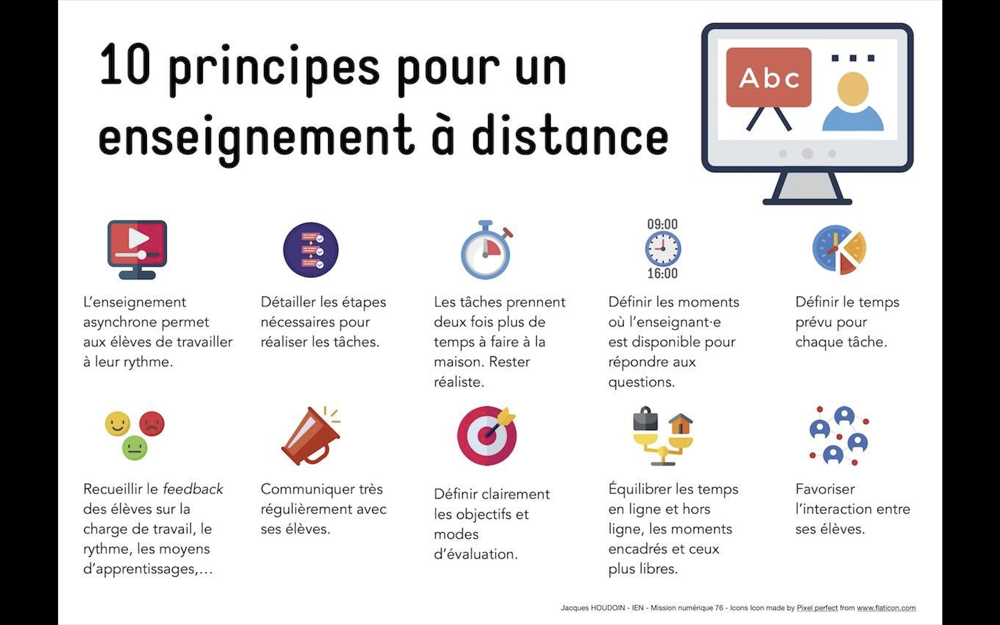 10 principes pour un
enseignement à distance
Abc
L'enseignement
asynchrone permet
aux élèves de travailler
à leur rythme.
Détailler les étapes
nécessaires pour
réaliser les tâches.
Les tâches prennent
deux fois plus de
temps à faire à la
maison. Rester
réaliste.
09:00
16:00
Définir les moments
où l'enseignant·e
est disponible pour
répondre aux
questions.
Définir le temps
prévu pour
chaque tâche.
Recueillir le feedback
des élèves sur la
charge de travail, le
rythme, les moyens
d'apprentissages,...
Communiquer très
régulièrement avec
ses élèves.
Définir clairement
les objectifs et
modes
d'évaluation.
Équilibrer les temps
en ligne et hors
ligne, les moments
encadrés et ceux
plus libres.
Favoriser
l'interaction entre
ses élèves.
Jacques HOUDOIN - IEN - Mission numérique 76 - Icons Icon made by Pixel perfect from www.flaticon.com